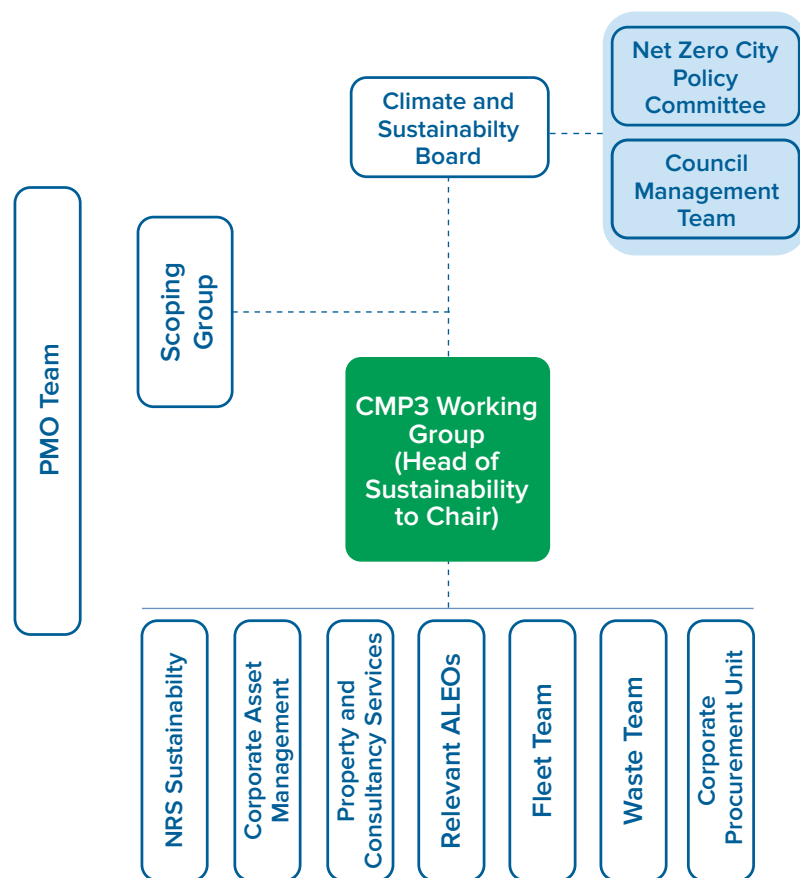 Net Zero City
Policy
Committee
Climate and
Sustainabilty
Board
Council
Management
Team
PMO Team
Scoping
Group
CMP3 Working
Group
(Head of
Sustainability
to Chair)
NRS Sustainabilty
Corporate Asset
Management
Property and
Consultancy Services
Relevant ALEOs
Fleet Team
Waste Team
Corporate
Procurement Unit